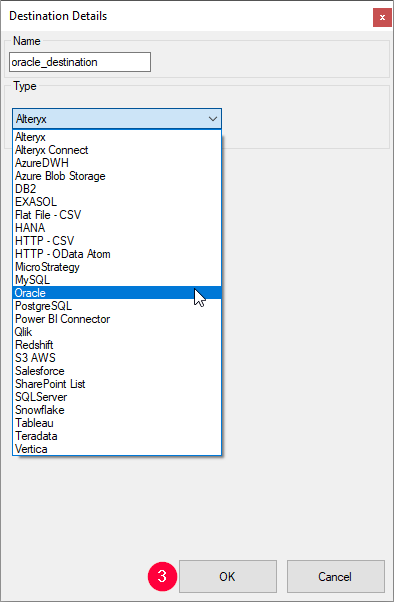 Destination Details
x
Name
oracle_destination
Type
Alteryx
Alteryx
Alteryx Connect
AzureDWH
Azure Blob Storage
DB2
EXASOL
Flat File - CSV
HANA
HTTP - CSV
HTTP - OData Atom
MicroStrategy
MySQL
Oracle
PostgreSQL
Power BI Connector
Qlik
Redshift
S3 AWS
Salesforce
SharePoint List
SQLServer
Snowflake
Tableau
Teradata
Vertica
3 OK Cancel